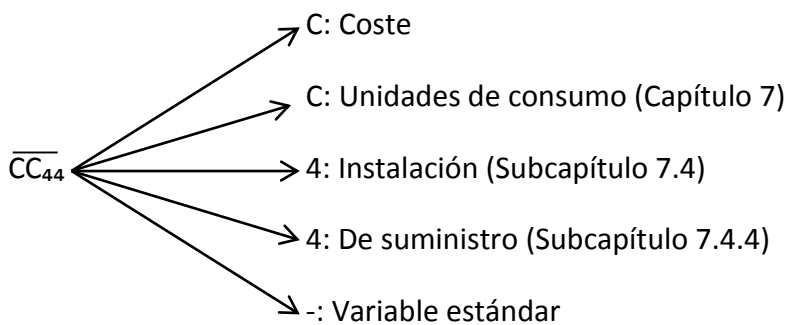 C: Coste
C: Unidades de consumo (Capítulo 7)
C̅C̅₄₄
4: Instalación (Subcapítulo 7.4)
4: De suministro (Subcapítulo 7.4.4)
-: Variable estándar